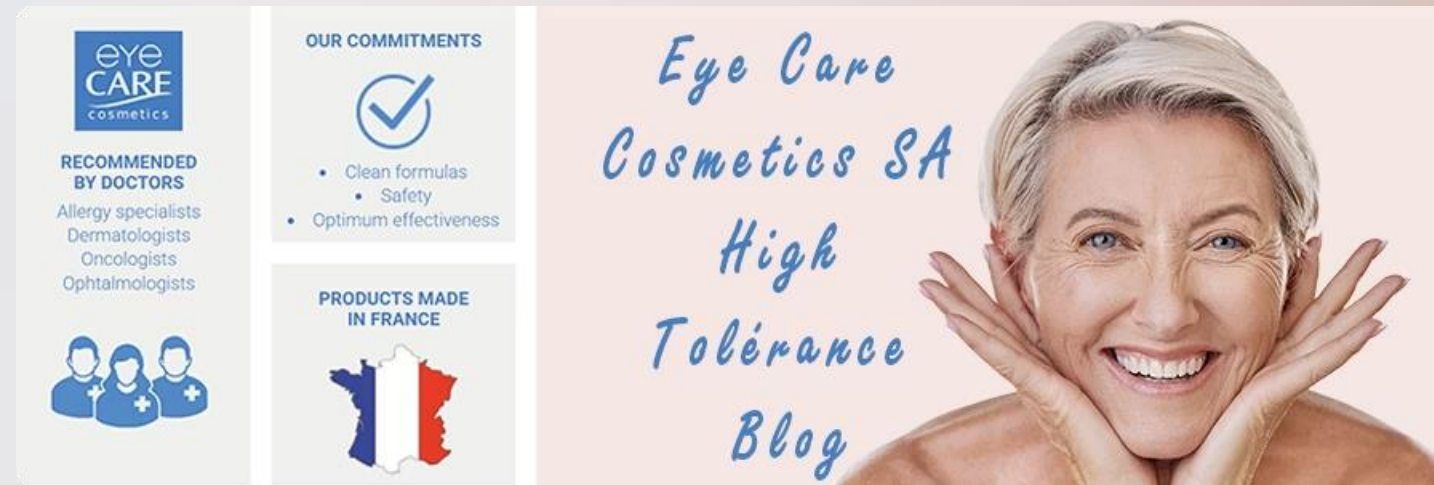 eye
CARE
cosmetics
RECOMMENDED
BY DOCTORS
Allergy specialists
Dermatologists
Oncologists
Ophtalmologists
OUR COMMITMENTS
• Clean formulas
• Safety
• Optimum effectiveness
PRODUCTS MADE
IN FRANCE
Eye Care
Cosmetics SA
High
Tolérance
Blog